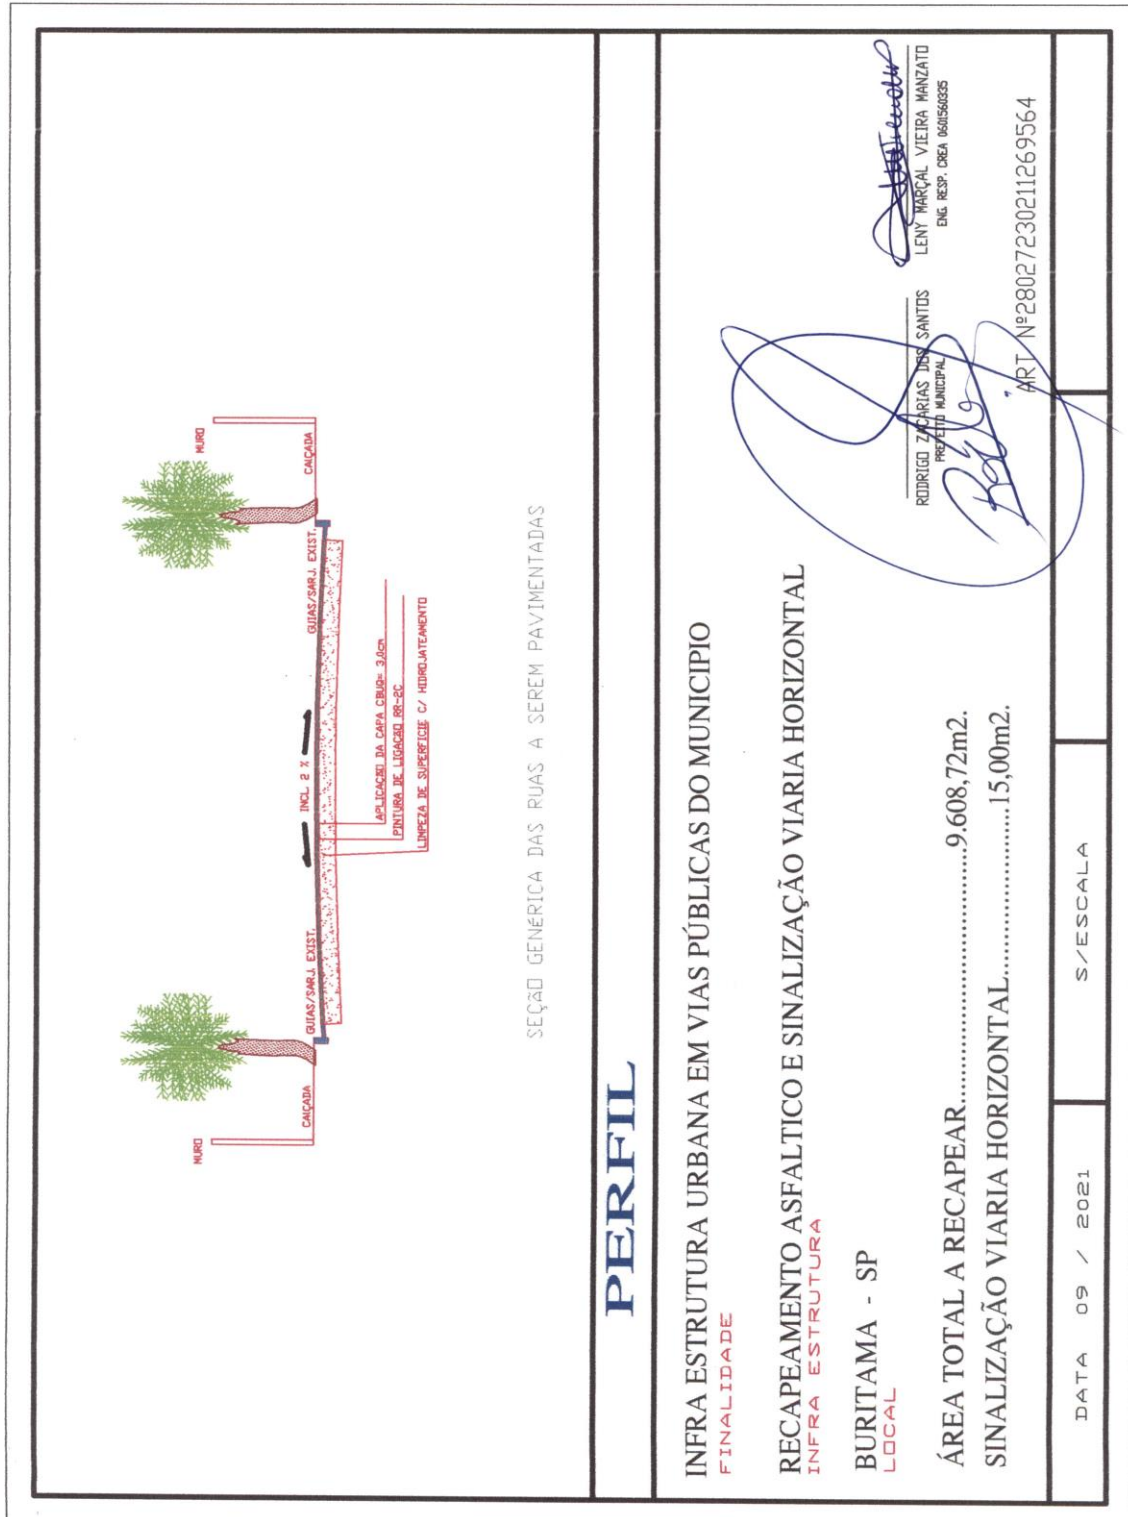 MURO
MURO
CALÇADA
CALÇADA
GUIAS/SARJ. EXIST.
INCL 2 %
GUIAS/SARJ. EXIST.
APLICAÇÃO DA CAPA CBUQ= 3,0cm
PINTURA DE LIGAÇÃO RR-2C
LIMPEZA DE SUPERFICIE C/ HIDROJATEAMENTO
SEÇÃO GENÉRICA DAS RUAS A SEREM PAVIMENTADAS
PERFIL
INFRA ESTRUTURA URBANA EM VIAS PÚBLICAS DO MUNICIPIO
FINALIDADE
RECAPEAMENTO ASFALTICO E SINALIZAÇÃO VIARIA HORIZONTAL
INFRA ESTRUTURA
BURITAMA - SP
LOCAL
ÁREA TOTAL A RECAPEAR........................................9.608,72m2.
SINALIZAÇÃO VIARIA HORIZONTAL........................15,00m2.
RODRIGO ZACARIAS DOS SANTOS
PREFEITO MUNICIPAL
LENY MARÇAL VIEIRA MANZATO
ENG. RESP. CREA 0601560335
ART Nº28027230211269564
DATA 09 / 2021
S/ESCALA